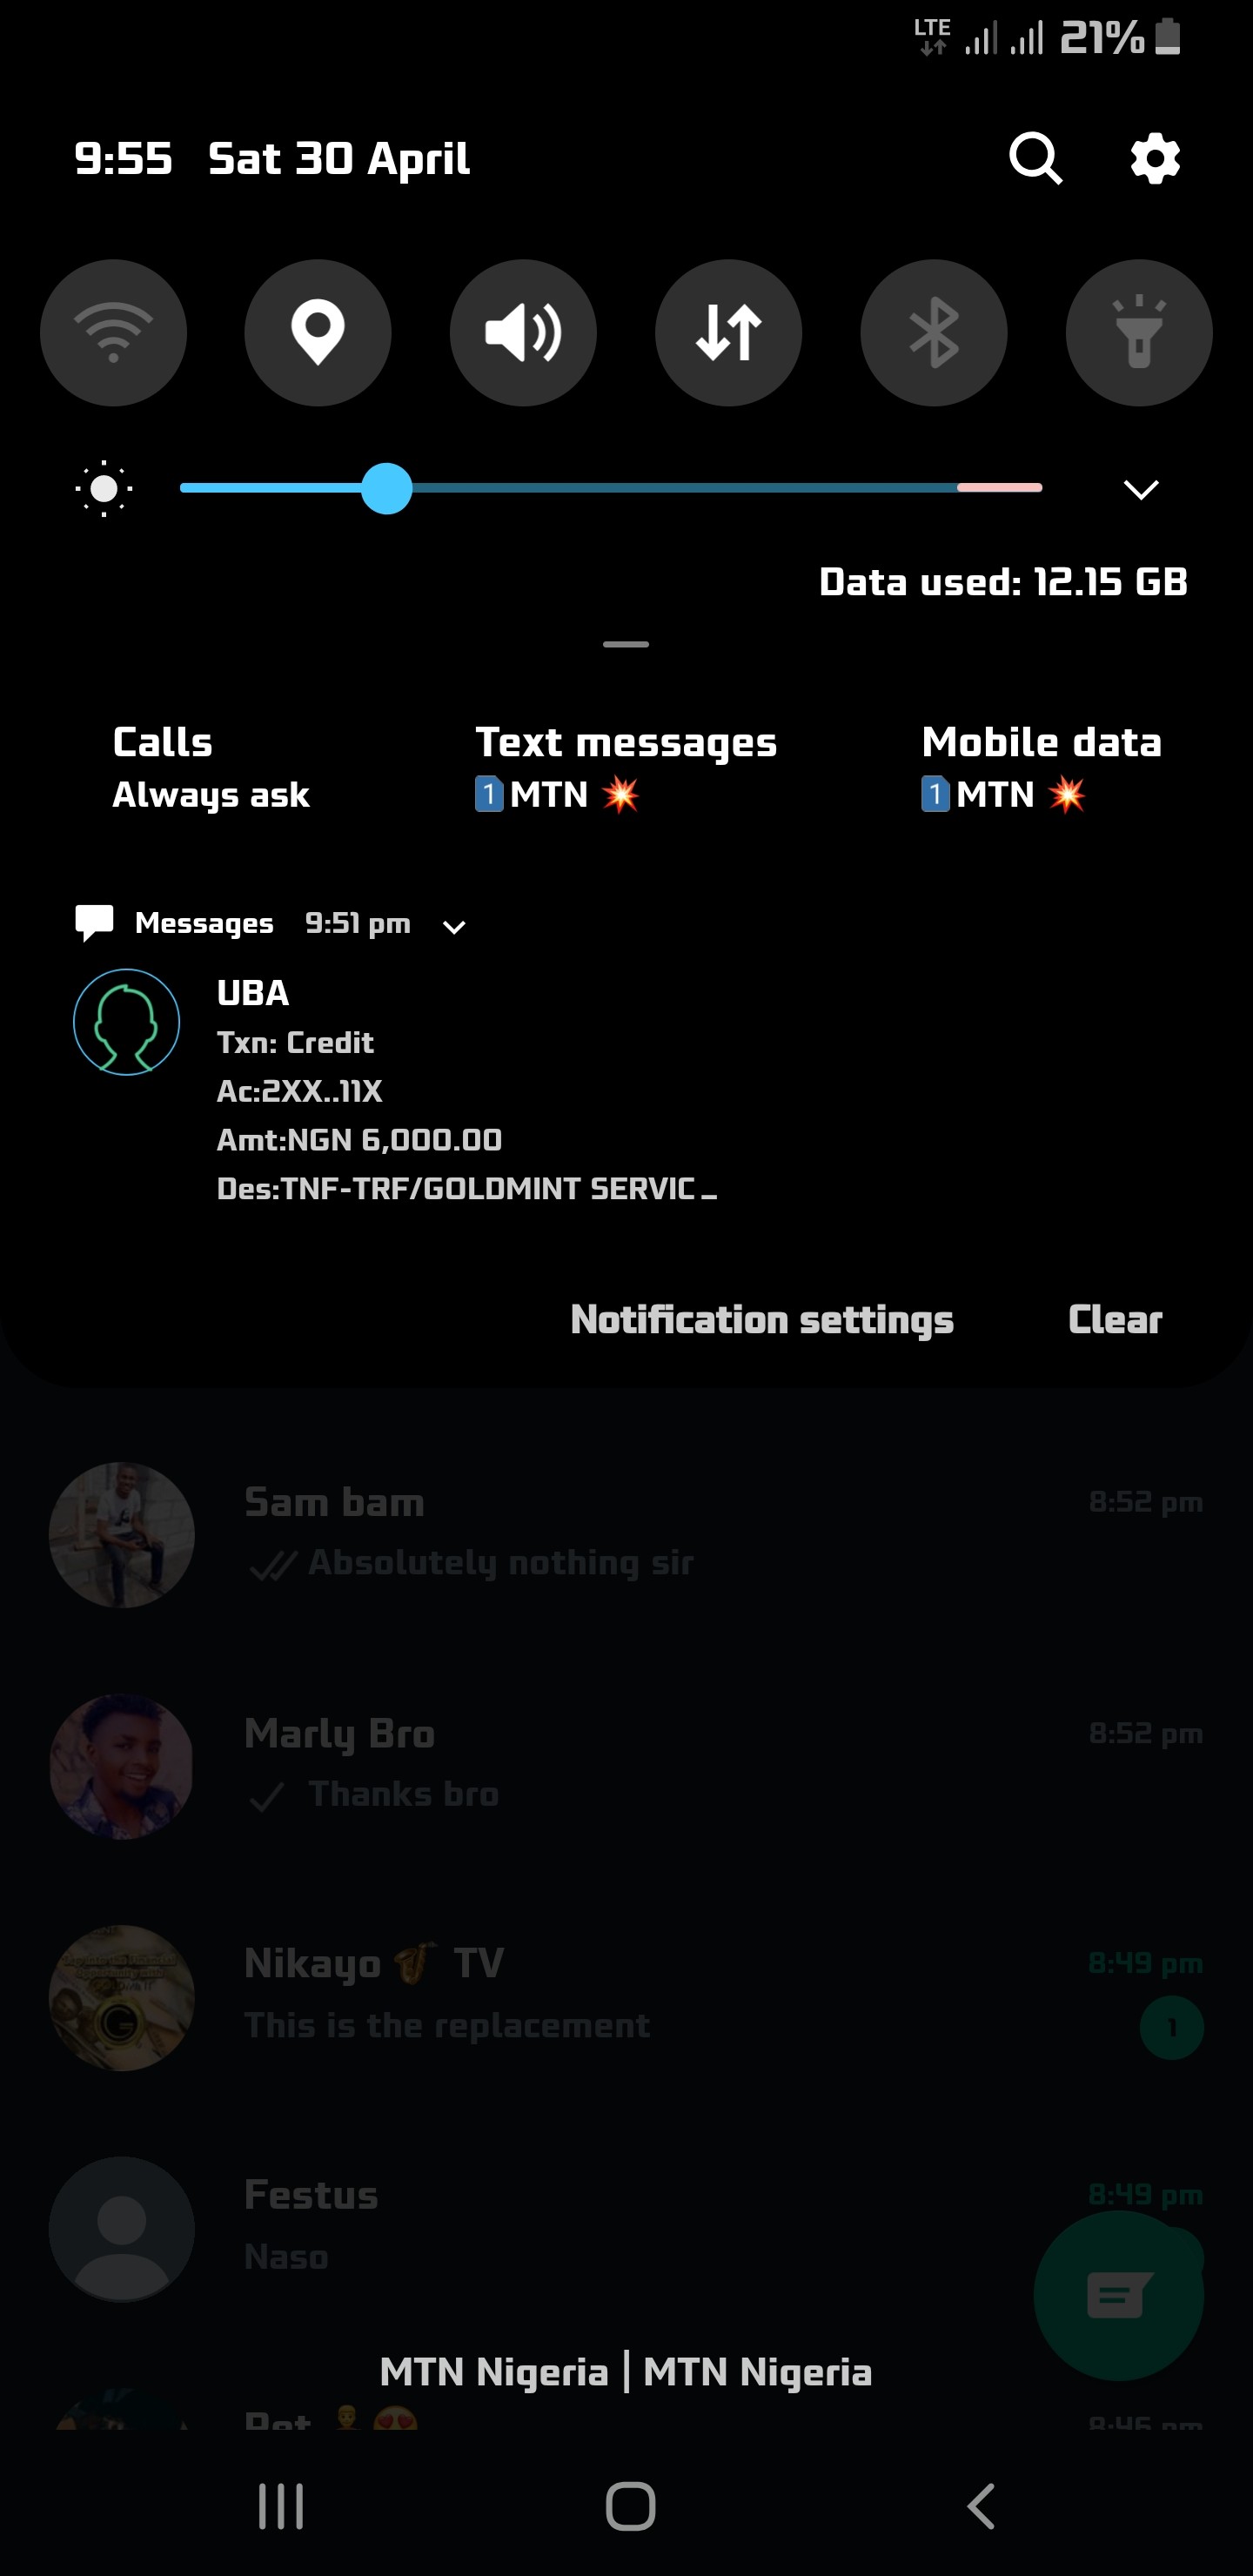 LTE 21%
9:55 Sat 30 April
Data used: 12.15 GB
Calls Text messages Mobile data
Always ask 1 MTN 💥 1 MTN 💥
Messages 9:51 pm
UBA
Txn: Credit
Ac:2XX..11X
Amt:NGN 6,000.00
Des:TNF-TRF/GOLDMINT SERVIC _
Notification settings Clear
Sam bam 8:52 pm
Absolutely nothing sir
Marly Bro 8:52 pm
Thanks bro
Nikayo 🎷 TV 8:49 pm
This is the replacement 1
Festus 8:49 pm
Naso
MTN Nigeria | MTN Nigeria
8:46 pm